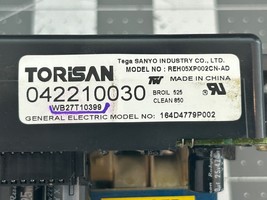 Tega SANYO INDUSTRY CO., LTD.
TORiSAN MODEL NO : REH05XP002CN-AD
MADE IN CHINA
042210030 BROIL 525
WB27T10399 CLEAN 850
GENERAL ELECTRIC MODEL NO: 164D4779P002